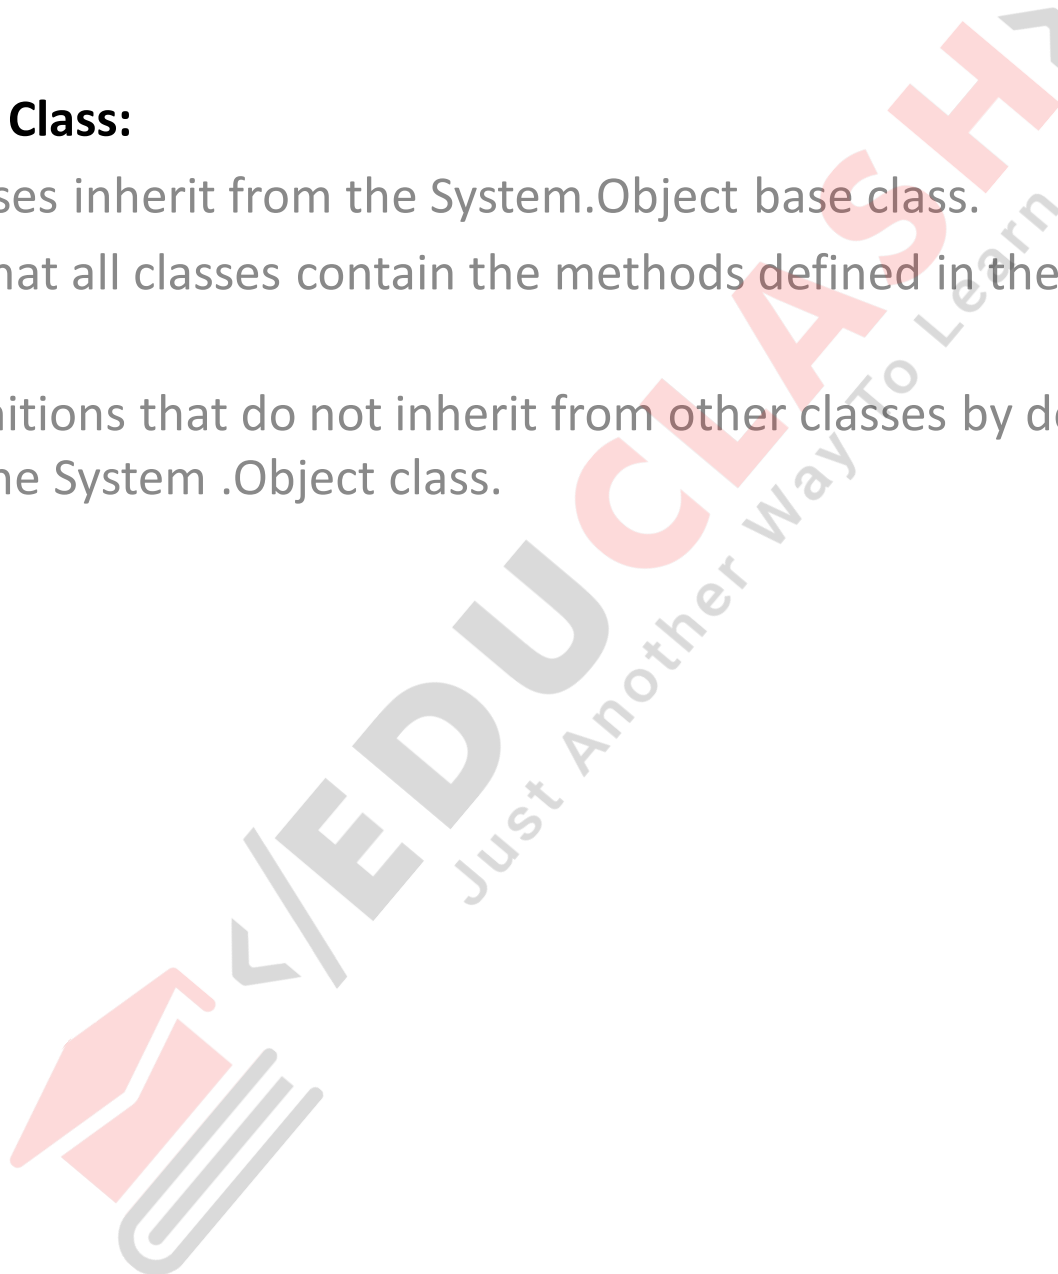 Class:
ses inherit from the System.Object base class.
hat all classes contain the methods defined in the
nitions that do not inherit from other classes by de
he System .Object class.
</EDUCLASH>
Just Another Way To Learn